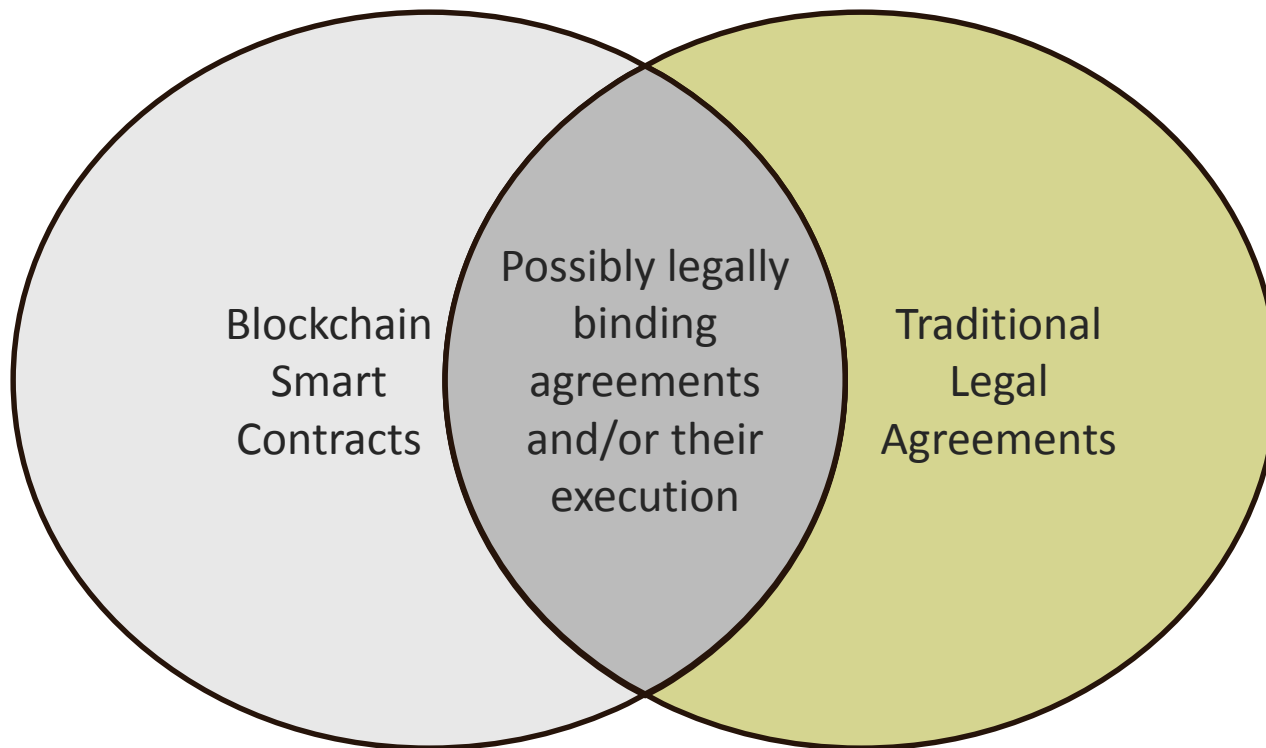 Blockchain
Smart
Contracts
Possibly legally
binding
agreements
and/or their
execution
Traditional
Legal
Agreements